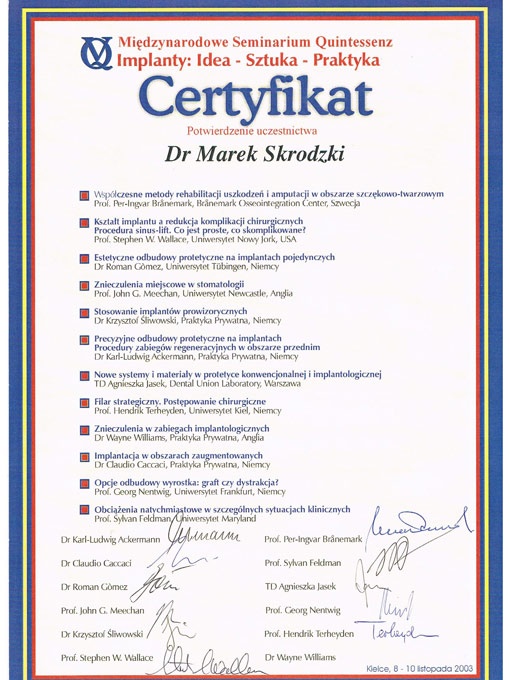 Międzynarodowe Seminarium Quintessenz
Implanty: Idea - Sztuka - Praktyka
Certyfikat
Potwierdzenie uczestnictwa
Dr Marek Skrodzki
Współczesne metody rehabilitacji uszkodzeń i amputacji w obszarze szczękowo-twarzowym
Prof. Per-Ingvar Brånemark, Brånemark Osseointegration Center, Szwecja
Kształt implantu a redukcja komplikacji chirurgicznych
Procedura sinus-lift. Co jest proste, co skomplikowane?
Prof. Stephen W. Wallace, Uniwersytet Nowy Jork, USA
Estetyczne odbudowy protetyczne na implantach pojedynczych
Dr Roman Gòmez, Uniwersytet Tübingen, Niemcy
Znieczulenia miejscowe w stomatologii
Prof. John G. Meechan, Uniwersytet Newcastle, Anglia
Stosowanie implantów prowizorycznych
Dr Krzysztof Śliwowski, Praktyka Prywatna, Niemcy
Precyzyjne odbudowy protetyczne na implantach
Procedury zabiegów regeneracyjnych w obszarze przednim
Dr Karl-Ludwig Ackermann, Praktyka Prywatna, Niemcy
Nowe systemy i materiały w protetyce konwencjonalnej i implantologicznej
TD Agnieszka Jasek, Dental Union Laboratory, Warszawa
Filar strategiczny. Postępowanie chirurgiczne
Prof. Hendrik Terheyden, Uniwersytet Kiel, Niemcy
Znieczulenia w zabiegach implantologicznych
Dr Wayne Williams, Praktyka Prywatna, Anglia
Implantacja w obszarach zaugmentowanych
Dr Claudio Caccaci, Praktyka Prywatna, Niemcy
Opcje odbudowy wyrostka: graft czy dystrakcja?
Prof. Georg Nentwig, Uniwersytet Frankfurt, Niemcy
Obciążenia natychmiastowe w szczególnych sytuacjach klinicznych
Prof. Sylvan Feldman, Uniwersytet Maryland
Dr Karl-Ludwig Ackermann
Prof. Per-Ingvar Brånemark
Dr Claudio Caccaci
Prof. Sylvan Feldman
Dr Roman Gòmez
TD Agnieszka Jasek
Prof. John G. Meechan
Prof. Georg Nentwig
Dr Krzysztof Śliwowski
Prof. Hendrik Terheyden
Terheyden
Prof. Stephen W. Wallace
Dr Wayne Williams
Kielce, 8 - 10 listopada 2003